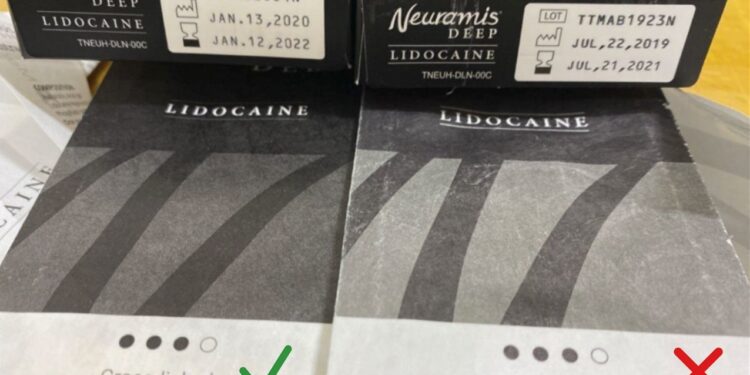 DEEP
LIDOCAINE
TNEUH-DLN-00C
JAN.13,2020
JAN.12,2022
Neuramis
DEEP
LIDOCAINE
TNEUH-DLN-00C
LOT TTMAB1923N
JUL,22,2019
JUL,21,2021
LIDOCAINE
LIDOCAINE